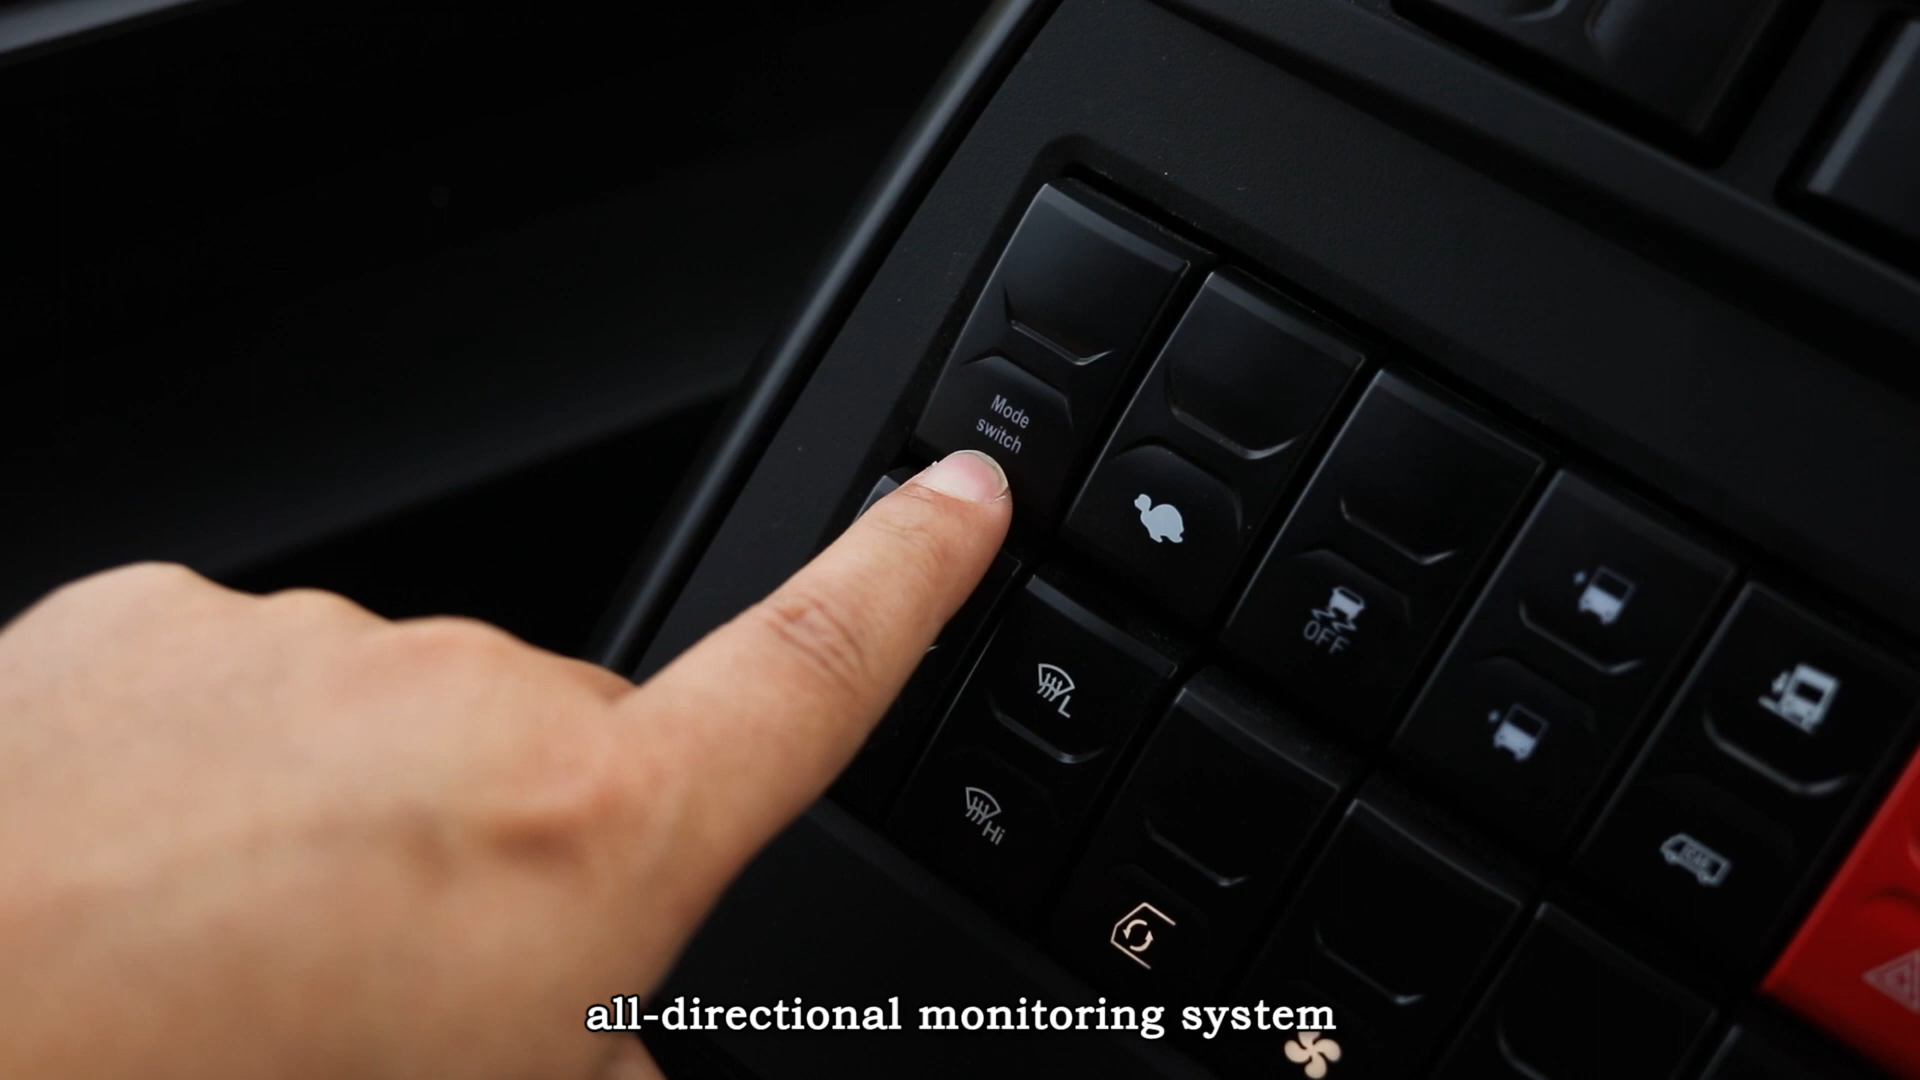 Mode
switch
OFF
L
Hi
all-directional monitoring system